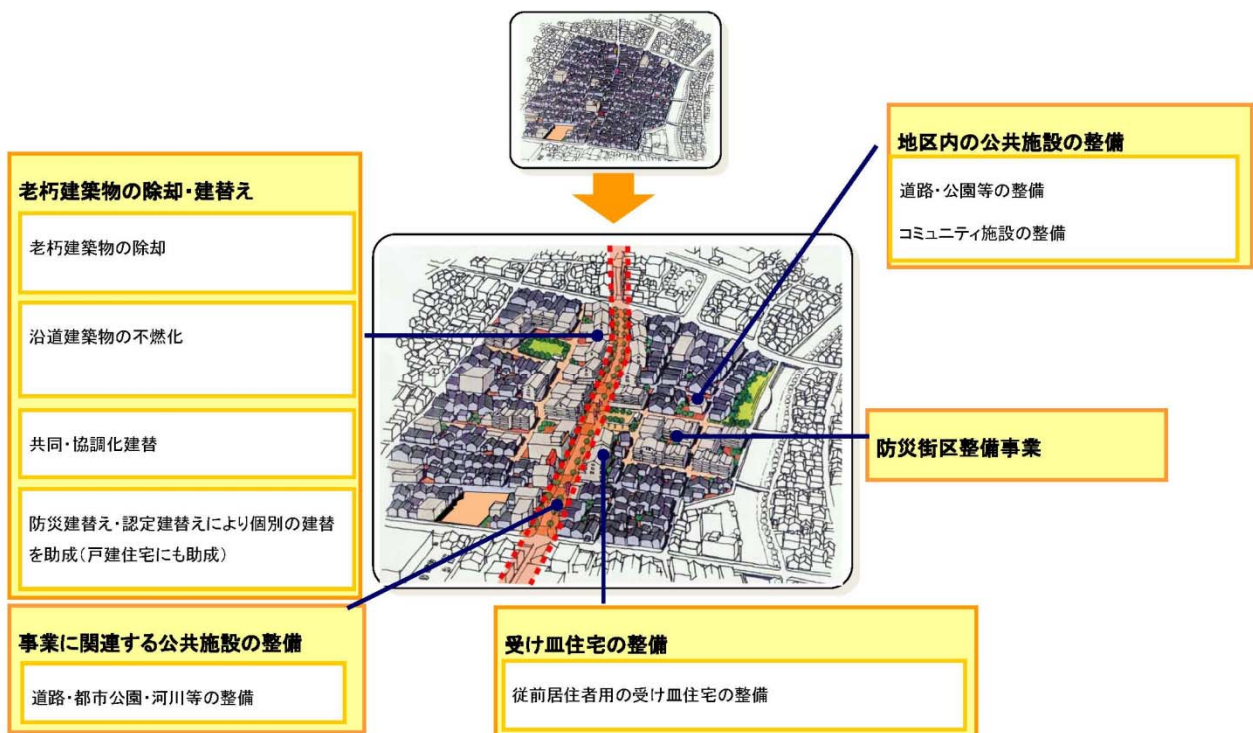 老朽建築物の除却・建替え
老朽建築物の除却
沿道建築物の不燃化
共同・協調化建替
防災建替え・認定建替えにより個別の建替
を助成(戸建住宅にも助成)
事業に関連する公共施設の整備
道路・都市公園・河川等の整備
受け皿住宅の整備
従前居住者用の受け皿住宅の整備
地区内の公共施設の整備
道路・公園等の整備
コミュニティ施設の整備
防災街区整備事業